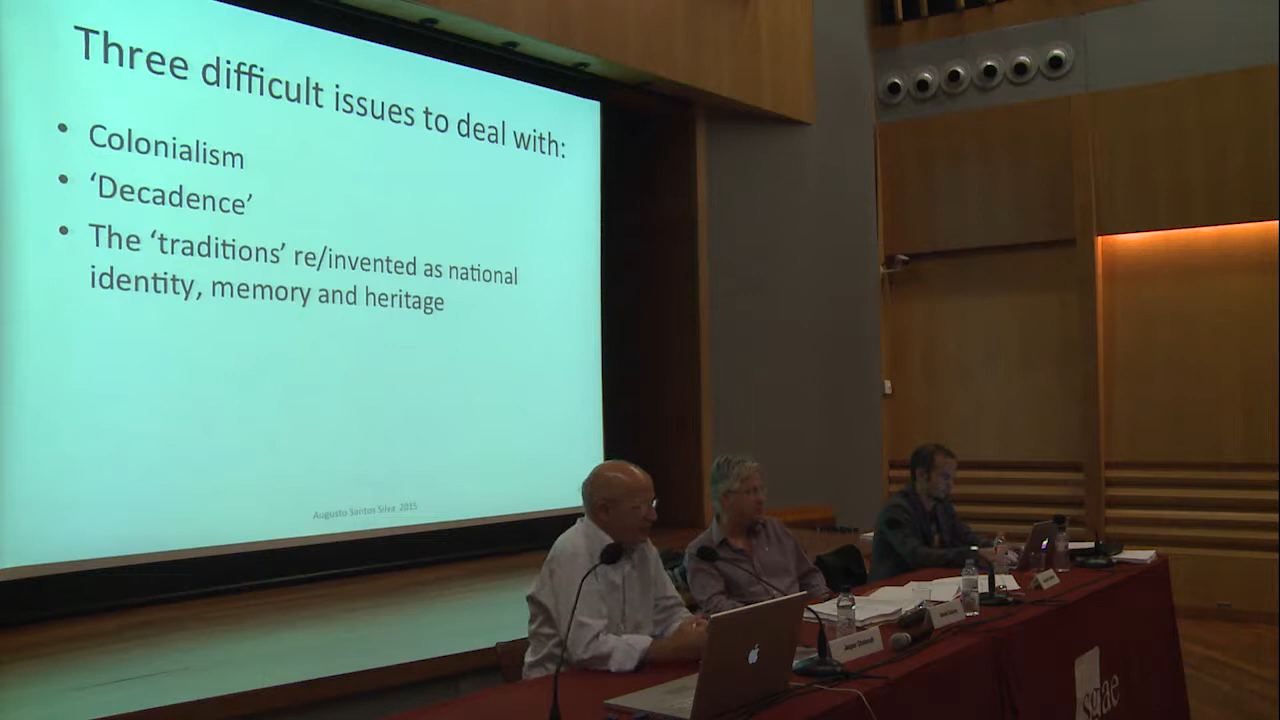 Three difficult issues to deal with:
• Colonialism
• ‘Decadence’
• The ‘traditions’ re/invented as national
identity, memory and heritage
Augusto Santos Silva 2015
sgae